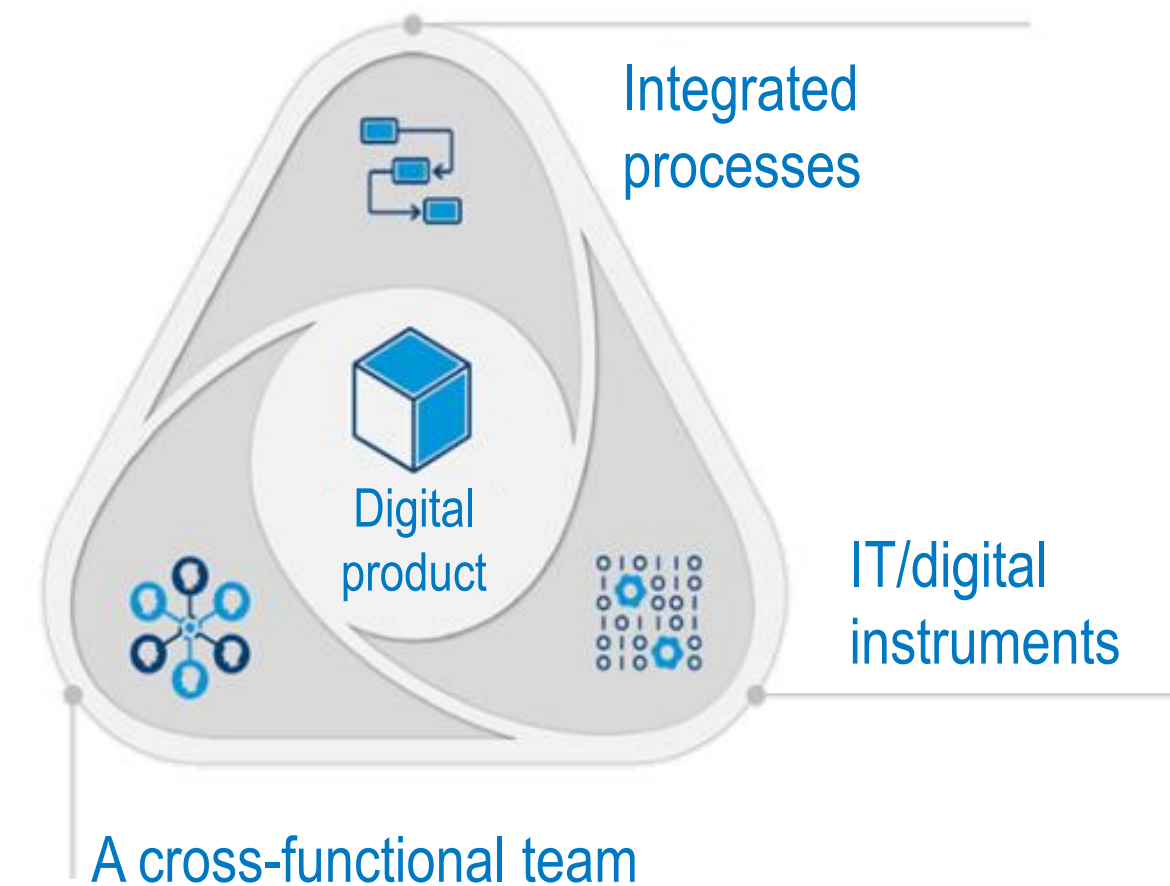 Integrated
processes
Digital
product
IT/digital
instruments
A cross-functional team